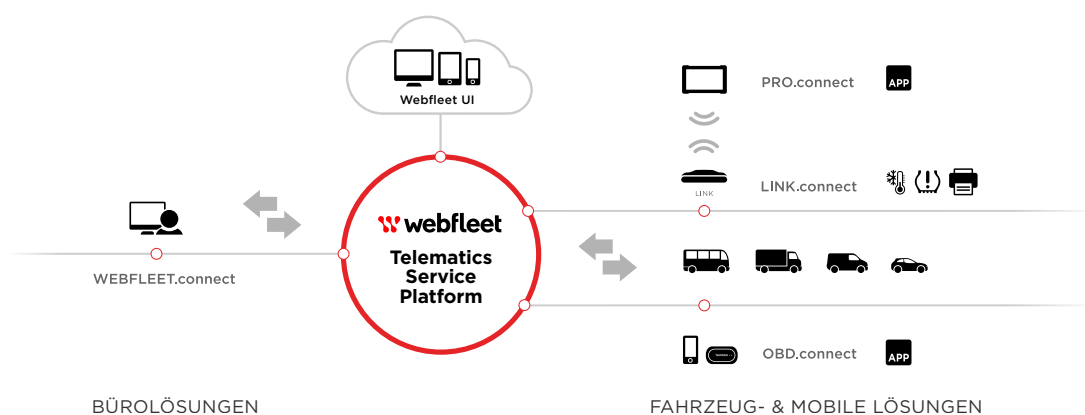 Webfleet UI
PRO.connect
APP
LINK
LINK.connect
webfleet
Telematics
Service
Platform
WEBFLEET.connect
OBD.connect
APP
BÜROLÖSUNGEN
FAHRZEUG- & MOBILE LÖSUNGEN